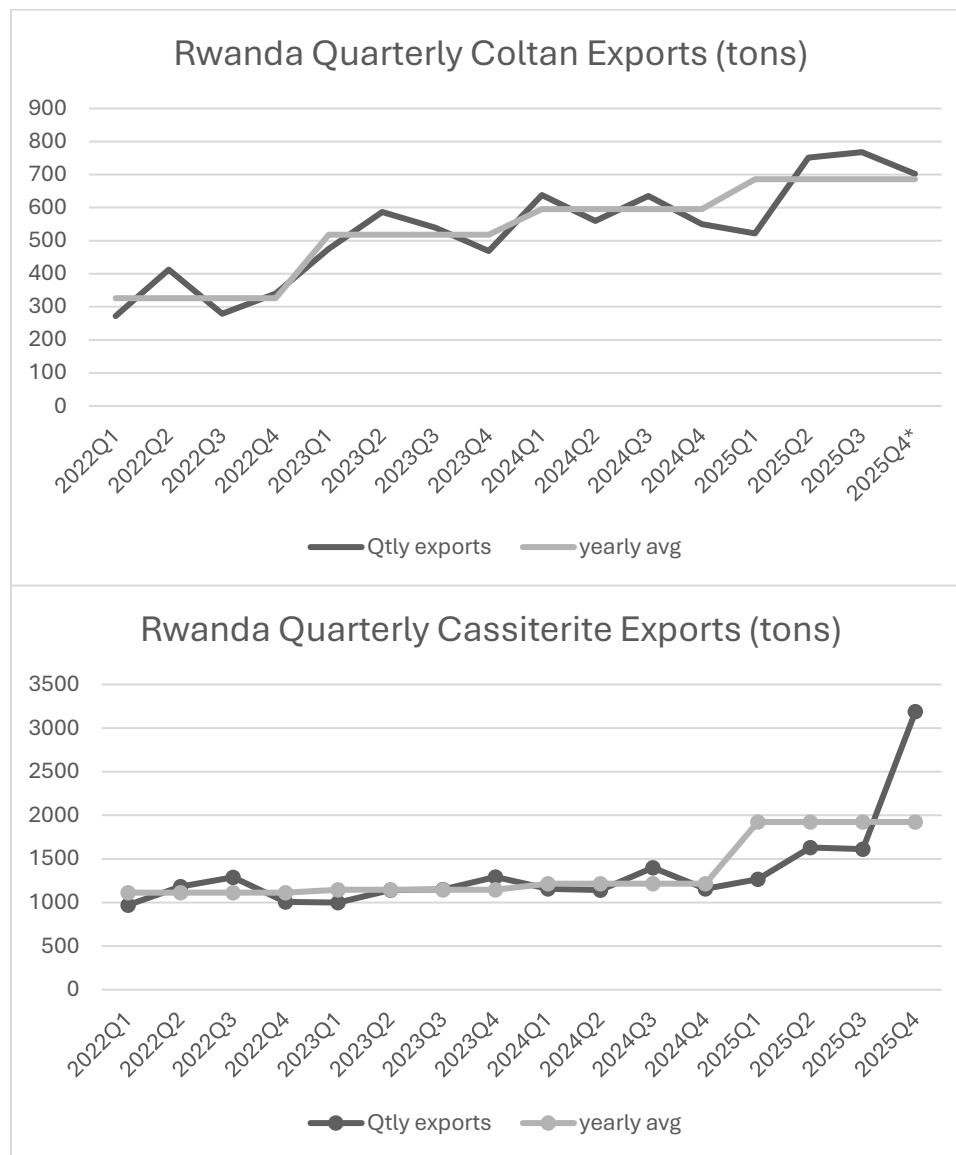 Rwanda Quarterly Coltan Exports (tons)
900
800
700
600
500
400
300
200
100
0
2022Q1
2022Q2
2022Q3
2022Q4
2023Q1
2023Q2
2023Q3
2023Q4
2024Q1
2024Q2
2024Q3
2024Q4
2025Q1
2025Q2
2025Q3
2025Q4*
Qtly exports yearly avg
Rwanda Quarterly Cassiterite Exports (tons)
3500
3000
2500
2000
1500
1000
500
0
2022Q1
2022Q2
2022Q3
2022Q4
2023Q1
2023Q2
2023Q3
2023Q4
2024Q1
2024Q2
2024Q3
2024Q4
2025Q1
2025Q2
2025Q3
2025Q4
Qtly exports yearly avg